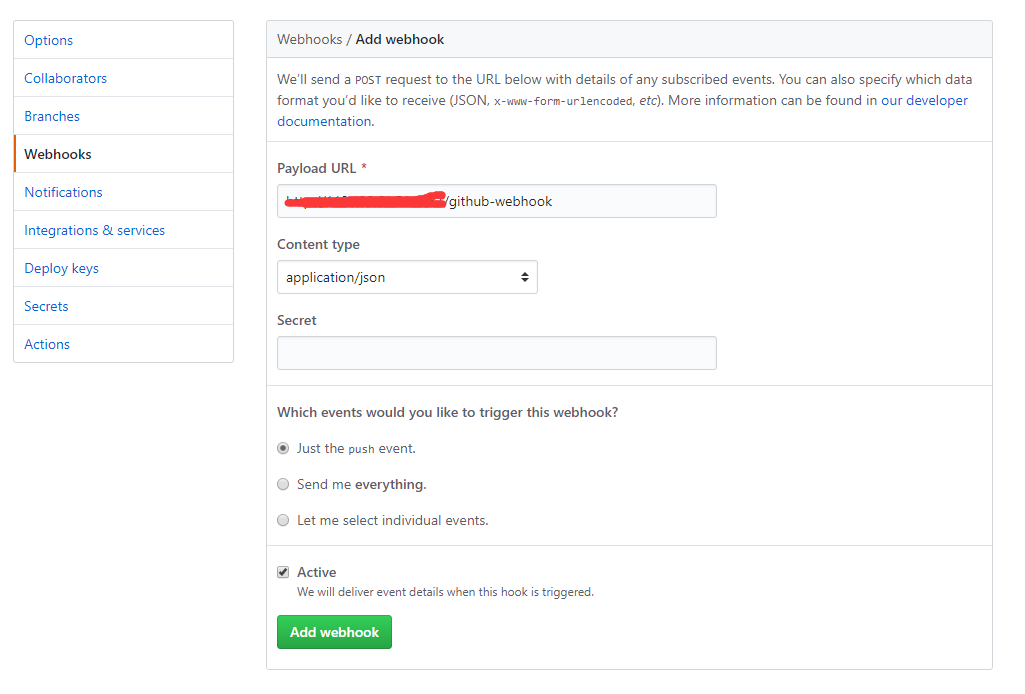 Options
Collaborators
Branches
Webhooks
Notifications
Integrations & services
Deploy keys
Secrets
Actions
Webhooks / Add webhook
We'll send a POST request to the URL below with details of any subscribed events. You can also specify which data
format you'd like to receive (JSON, x-www-form-urlencoded, etc). More information can be found in our developer
documentation.
Payload URL *
/github-webhook
Content type
application/json
Secret
Which events would you like to trigger this webhook?
Just the push event.
Send me everything.
Let me select individual events.
Active
We will deliver event details when this hook is triggered.
Add webhook